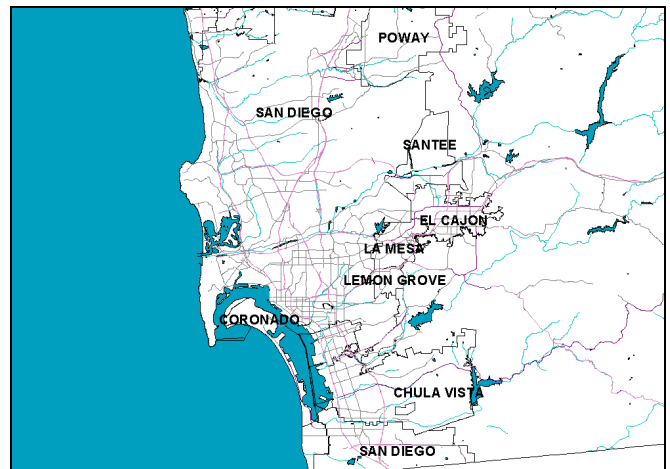 POWAY
SAN DIEGO
SANTEE
EL CAJON
LA MESA
LEMON GROVE
CORONADO
CHULA VISTA
SAN DIEGO